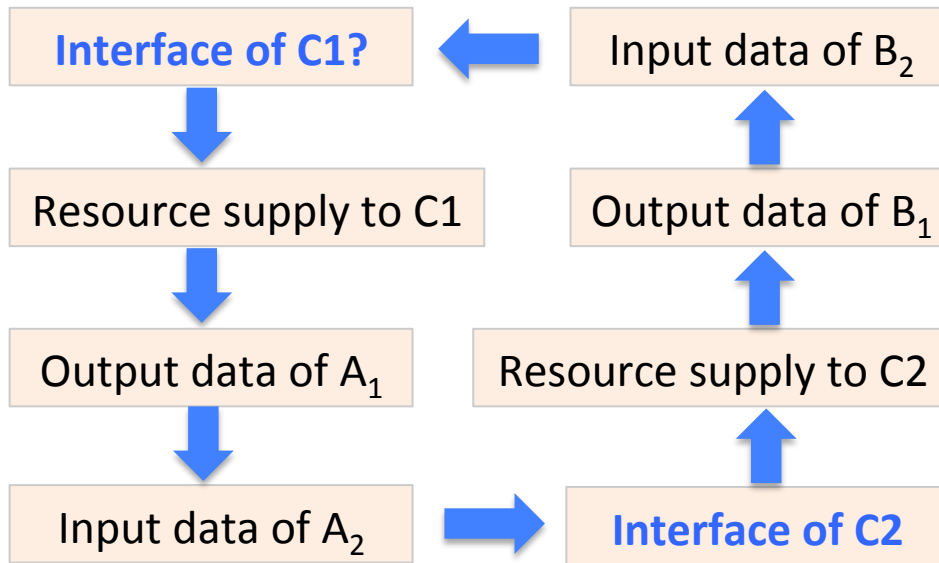 Interface of C1?
Input data of B₂
Resource supply to C1
Output data of B₁
Output data of A₁
Resource supply to C2
Input data of A₂
Interface of C2